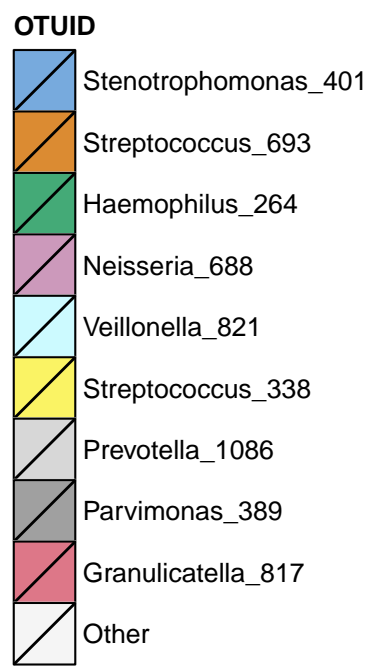 OTUID
Stenotrophomonas_401
Streptococcus_693
Haemophilus_264
Neisseria_688
Veillonella_821
Streptococcus_338
Prevotella_1086
Parvimonas_389
Granulicatella_817
Other